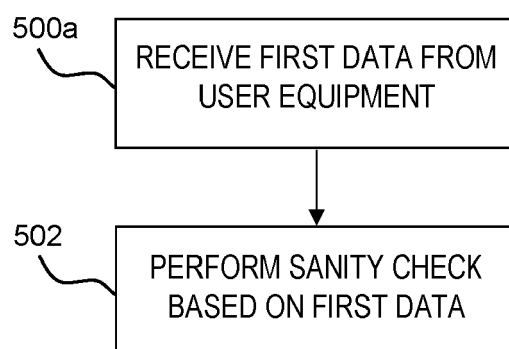 500a
RECEIVE FIRST DATA FROM
USER EQUIPMENT
502
PERFORM SANITY CHECK
BASED ON FIRST DATA